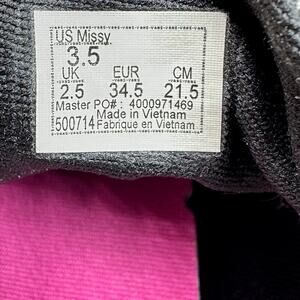 US Missy
3.5
UK EUR CM
2.5 34.5 21.5
Master PO# : 4000971469
Made in Vietnam
500714 Fabrique en Vietnam